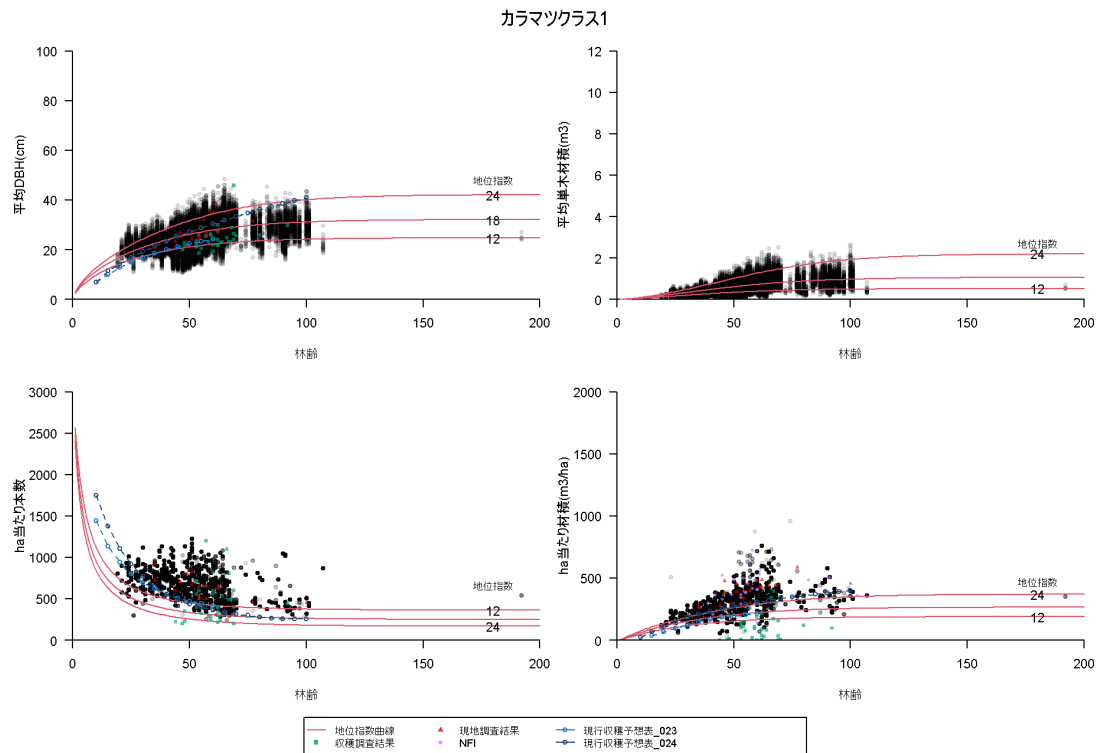 カラマツクラス1
平均DBH(cm)
100
80
60
40
20
0
地位指数
24
18
12
0 50 100 150 200
林齢
平均単木材積(m3)
12
10
8
6
4
2
0
地位指数
24
12
0 50 100 150 200
林齢
ha当たり本数
3000
2500
2000
1500
1000
500
0
地位指数
12
24
0 50 100 150 200
林齢
ha当たり材積(m3/ha)
2000
1500
1000
500
0
地位指数
24
12
0 50 100 150 200
林齢
地位指数曲線 現地調査結果 現行収穫予想表_023
収穫調査結果 NFI 現行収穫予想表_024